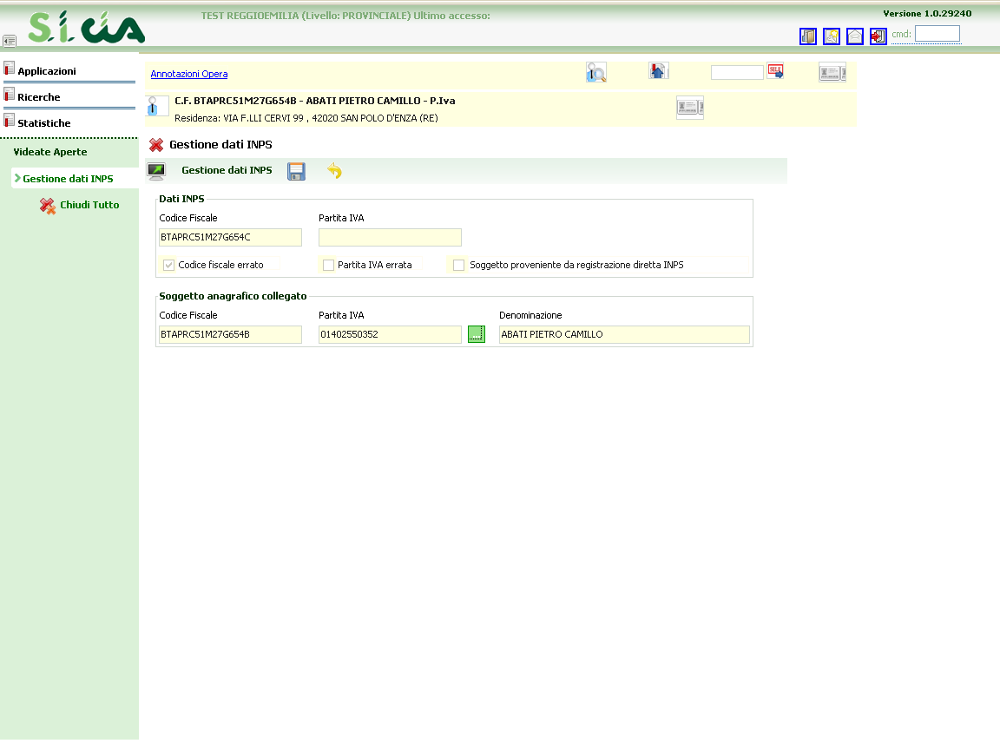 S.I. CIA
TEST REGGIOEMILIA (Livello: PROVINCIALE) Ultimo accesso:
Versione 1.0.29240
cmd:
Applicazioni
Ricerche
Statistiche
Videate Aperte
Gestione dati INPS
Chiudi Tutto
Annotazioni Opera
C.F. BTAPRC51M27G654B - ABATI PIETRO CAMILLO - P.Iva
Residenza: VIA F.LLI CERVI 99 , 42020 SAN POLO D'ENZA (RE)
Gestione dati INPS
Gestione dati INPS
Dati INPS
Codice Fiscale Partita IVA
BTAPRC51M27G654C
Codice fiscale errato Partita IVA errata Soggetto proveniente da registrazione diretta INPS
Soggetto anagrafico collegato
Codice Fiscale Partita IVA Denominazione
BTAPRC51M27G654B 01402550352 ... ABATI PIETRO CAMILLO